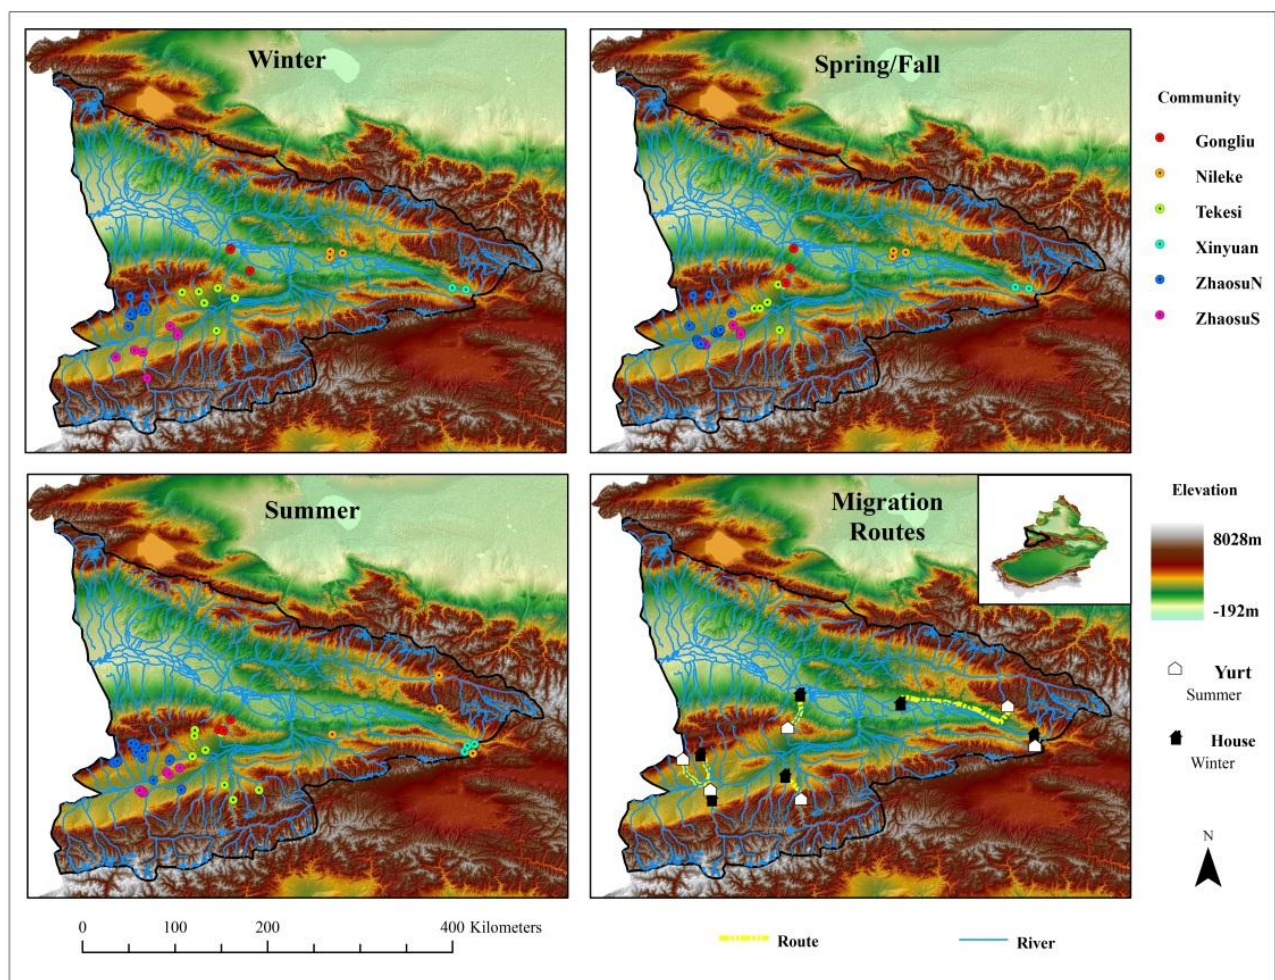 Winter
Spring/Fall
Community
Gongliu
Nileke
Tekesi
Xinyuan
ZhaosuN
ZhaosuS
Summer
Migration
Routes
Elevation
8028m
-192m
Yurt
Summer
House
Winter
N
0 100 200 400 Kilometers
Route
River